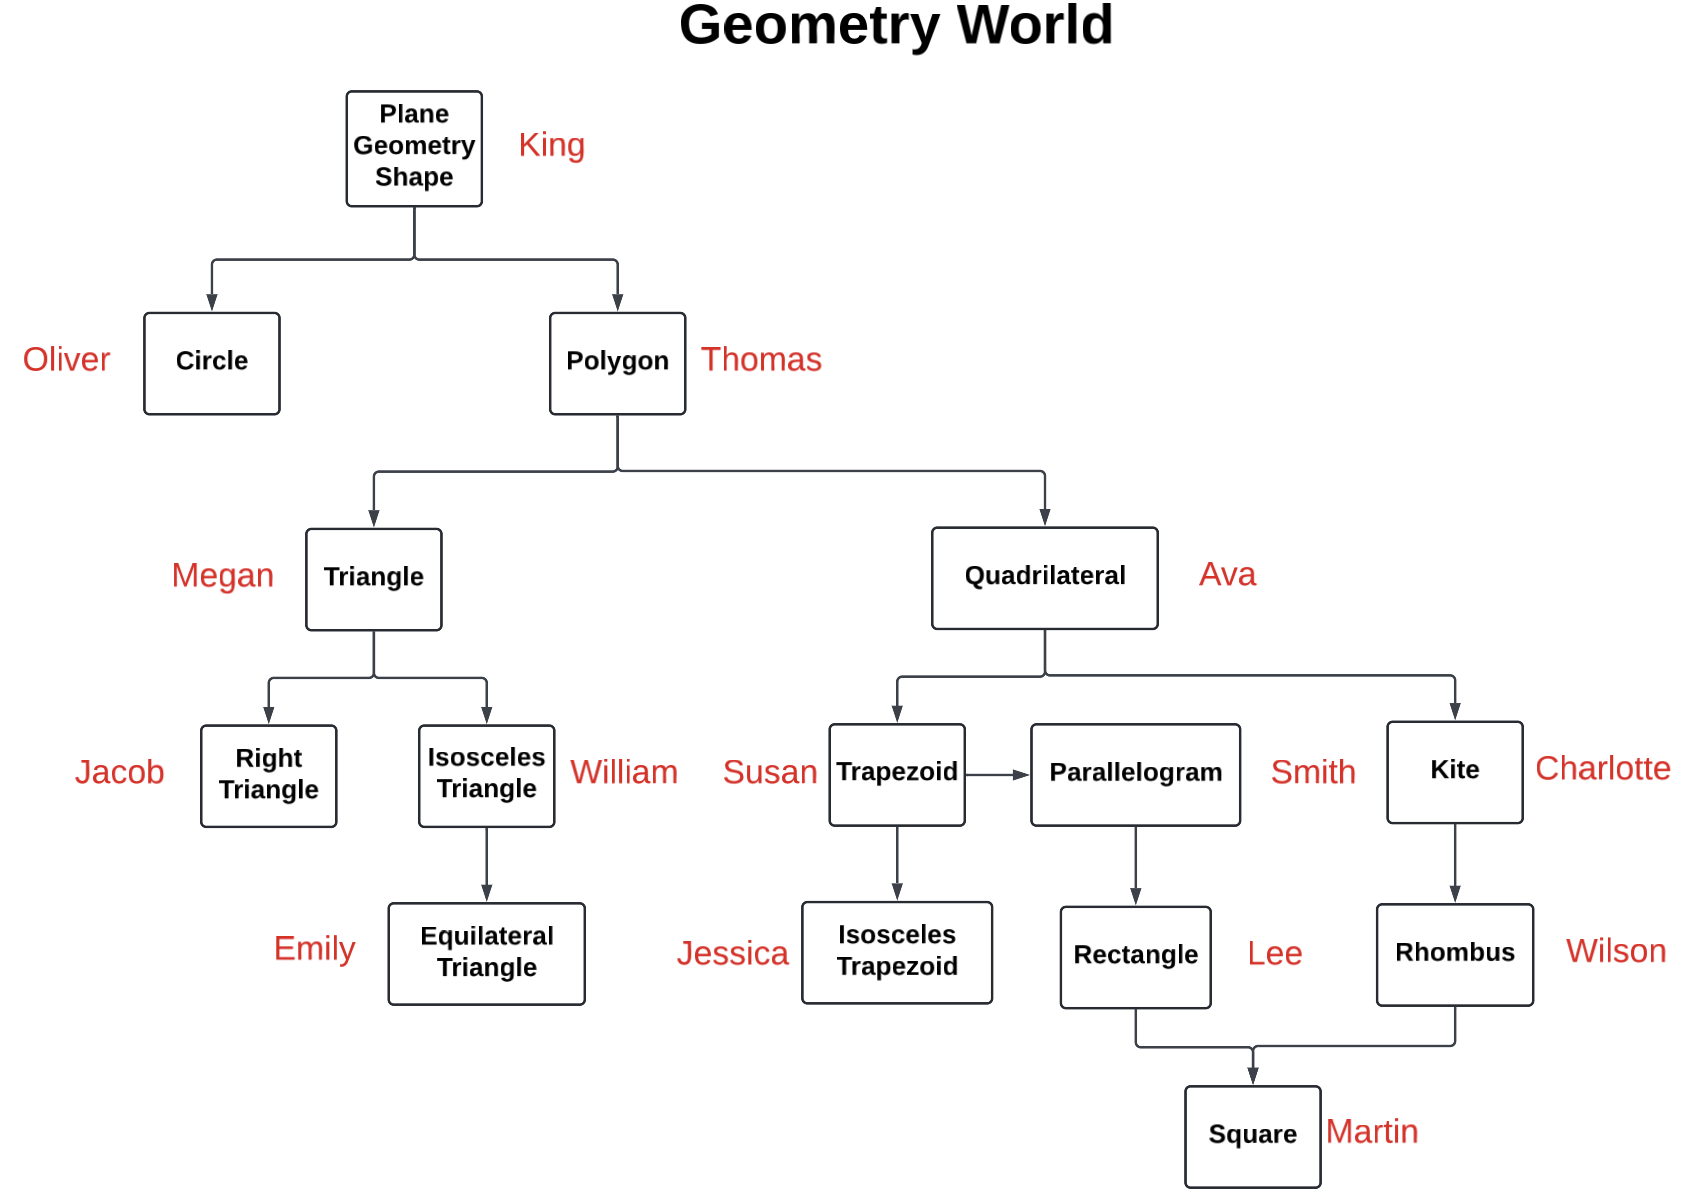 Geometry World
Plane
Geometry
Shape
King
Oliver
Circle
Polygon
Thomas
Megan
Triangle
Quadrilateral
Ava
Jacob
Right
Triangle
Isosceles
Triangle
William
Susan
Trapezoid
Parallelogram
Smith
Kite
Charlotte
Emily
Equilateral
Triangle
Jessica
Isosceles
Trapezoid
Rectangle
Lee
Rhombus
Wilson
Square
Martin